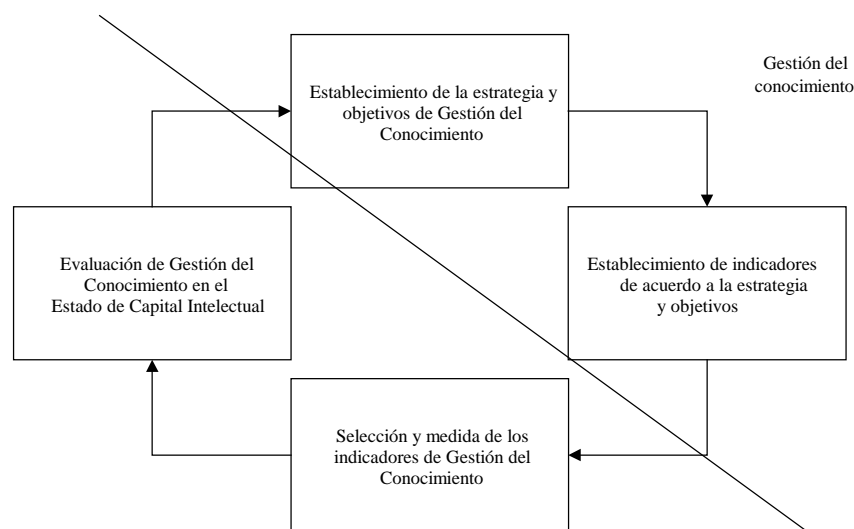 Gestión del
conocimiento
Establecimiento de la estrategia y
objetivos de Gestión del
Conocimiento
Evaluación de Gestión del
Conocimiento en el
Estado de Capital Intelectual
Establecimiento de indicadores
de acuerdo a la estrategia
y objetivos
Selección y medida de los
indicadores de Gestión del
Conocimiento